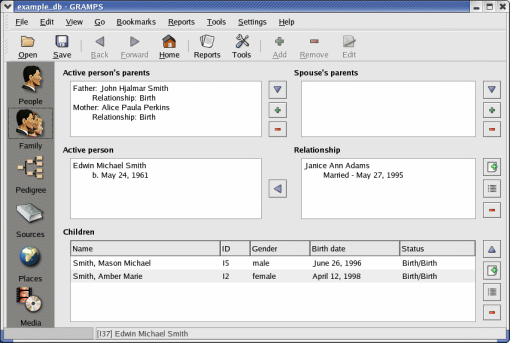 example_db - GRAMPS
File Edit View Go Bookmarks Reports Tools Settings Help
Open Save Back Forward Home Reports Tools Add Remove Edit
People
Family
Pedigree
Sources
Places
Media
Active person's parents
Father: John Hjalmar Smith
Relationship: Birth
Mother: Alice Paula Perkins
Relationship: Birth
Spouse's parents
Active person
Edwin Michael Smith
b. May 24, 1961
Relationship
Janice Ann Adams
Married - May 27, 1995
Children
Name ID Gender Birth date Status
Smith, Mason Michael I5 male June 26, 1996 Birth/Birth
Smith, Amber Marie I2 female April 12, 1998 Birth/Birth
[I37] Edwin Michael Smith